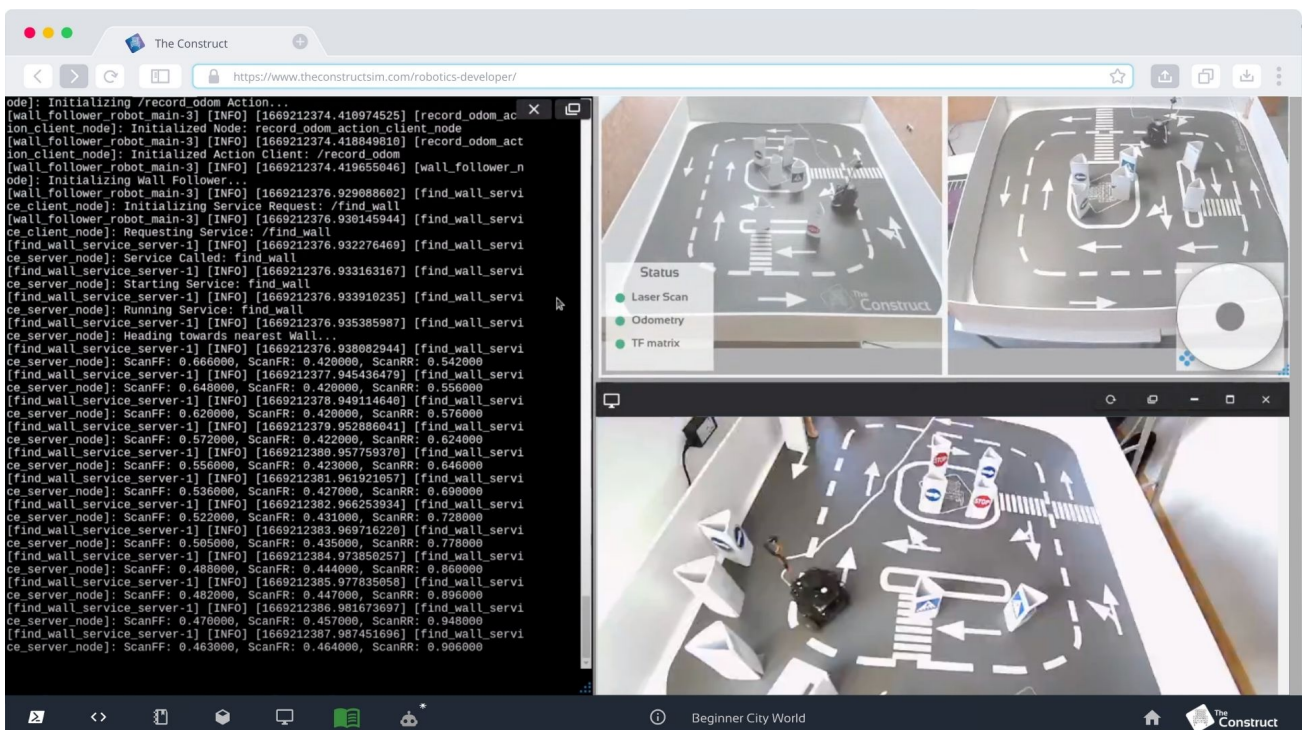 The Construct
https://www.theconstructsim.com/robotics-developer/
ode]: Initializing /record_odom Action...
[wall_follower_robot_main-3] [INFO] [1669212374.410974525] [record_odom_ac
ion_client_node]: Initialized Node: record_odom_action_client_node
[wall_follower_robot_main-3] [INFO] [1669212374.418849810] [record_odom_act
ion_client_node]: Initialized Action Client: /record_odom
[wall_follower_robot_main-3] [INFO] [1669212374.419655046] [wall_follower_n
ode]: Initializing Wall Follower...
[wall_follower_robot_main-3] [INFO] [1669212376.929088602] [find_wall_servi
ce_client_node]: Initializing Service Request: /find_wall
[wall_follower_robot_main-3] [INFO] [1669212376.930145944] [find_wall_servi
ce_client_node]: Requesting Service: /find_wall
[find_wall_service_server-1] [INFO] [1669212376.932276469] [find_wall_servi
ce_server_node]: Service Called: find_wall
[find_wall_service_server-1] [INFO] [1669212376.933163167] [find_wall_servi
ce_server_node]: Starting Service: find_wall
[find_wall_service_server-1] [INFO] [1669212376.933910235] [find_wall_servi
ce_server_node]: Running Service: find_wall
[find_wall_service_server-1] [INFO] [1669212376.935385987] [find_wall_servi
ce_server_node]: Heading towards nearest Wall...
[find_wall_service_server-1] [INFO] [1669212376.938082944] [find_wall_servi
ce_server_node]: ScanFF: 0.666000, ScanFR: 0.420000, ScanRR: 0.542000
[find_wall_service_server-1] [INFO] [1669212377.945436479] [find_wall_servi
ce_server_node]: ScanFF: 0.648000, ScanFR: 0.420000, ScanRR: 0.556000
[find_wall_service_server-1] [INFO] [1669212378.949114640] [find_wall_servi
ce_server_node]: ScanFF: 0.620000, ScanFR: 0.420000, ScanRR: 0.576000
[find_wall_service_server-1] [INFO] [1669212379.952886041] [find_wall_servi
ce_server_node]: ScanFF: 0.572000, ScanFR: 0.422000, ScanRR: 0.624000
[find_wall_service_server-1] [INFO] [1669212380.957759370] [find_wall_servi
ce_server_node]: ScanFF: 0.556000, ScanFR: 0.423000, ScanRR: 0.646000
[find_wall_service_server-1] [INFO] [1669212381.961921057] [find_wall_servi
ce_server_node]: ScanFF: 0.536000, ScanFR: 0.427000, ScanRR: 0.690000
[find_wall_service_server-1] [INFO] [1669212382.966253934] [find_wall_servi
ce_server_node]: ScanFF: 0.522000, ScanFR: 0.431000, ScanRR: 0.728000
[find_wall_service_server-1] [INFO] [1669212383.969716220] [find_wall_servi
ce_server_node]: ScanFF: 0.505000, ScanFR: 0.435000, ScanRR: 0.778000
[find_wall_service_server-1] [INFO] [1669212384.973850257] [find_wall_servi
ce_server_node]: ScanFF: 0.488000, ScanFR: 0.444000, ScanRR: 0.860000
[find_wall_service_server-1] [INFO] [1669212385.977835058] [find_wall_servi
ce_server_node]: ScanFF: 0.482000, ScanFR: 0.447000, ScanRR: 0.896000
[find_wall_service_server-1] [INFO] [1669212386.981673697] [find_wall_servi
ce_server_node]: ScanFF: 0.470000, ScanFR: 0.457000, ScanRR: 0.948000
[find_wall_service_server-1] [INFO] [1669212387.987451696] [find_wall_servi
ce_server_node]: ScanFF: 0.463000, ScanFR: 0.464000, ScanRR: 0.906000
Status
Laser Scan
Odometry
TF matrix
The
Construct
STOP
STOP
Beginner City World
The
Construct